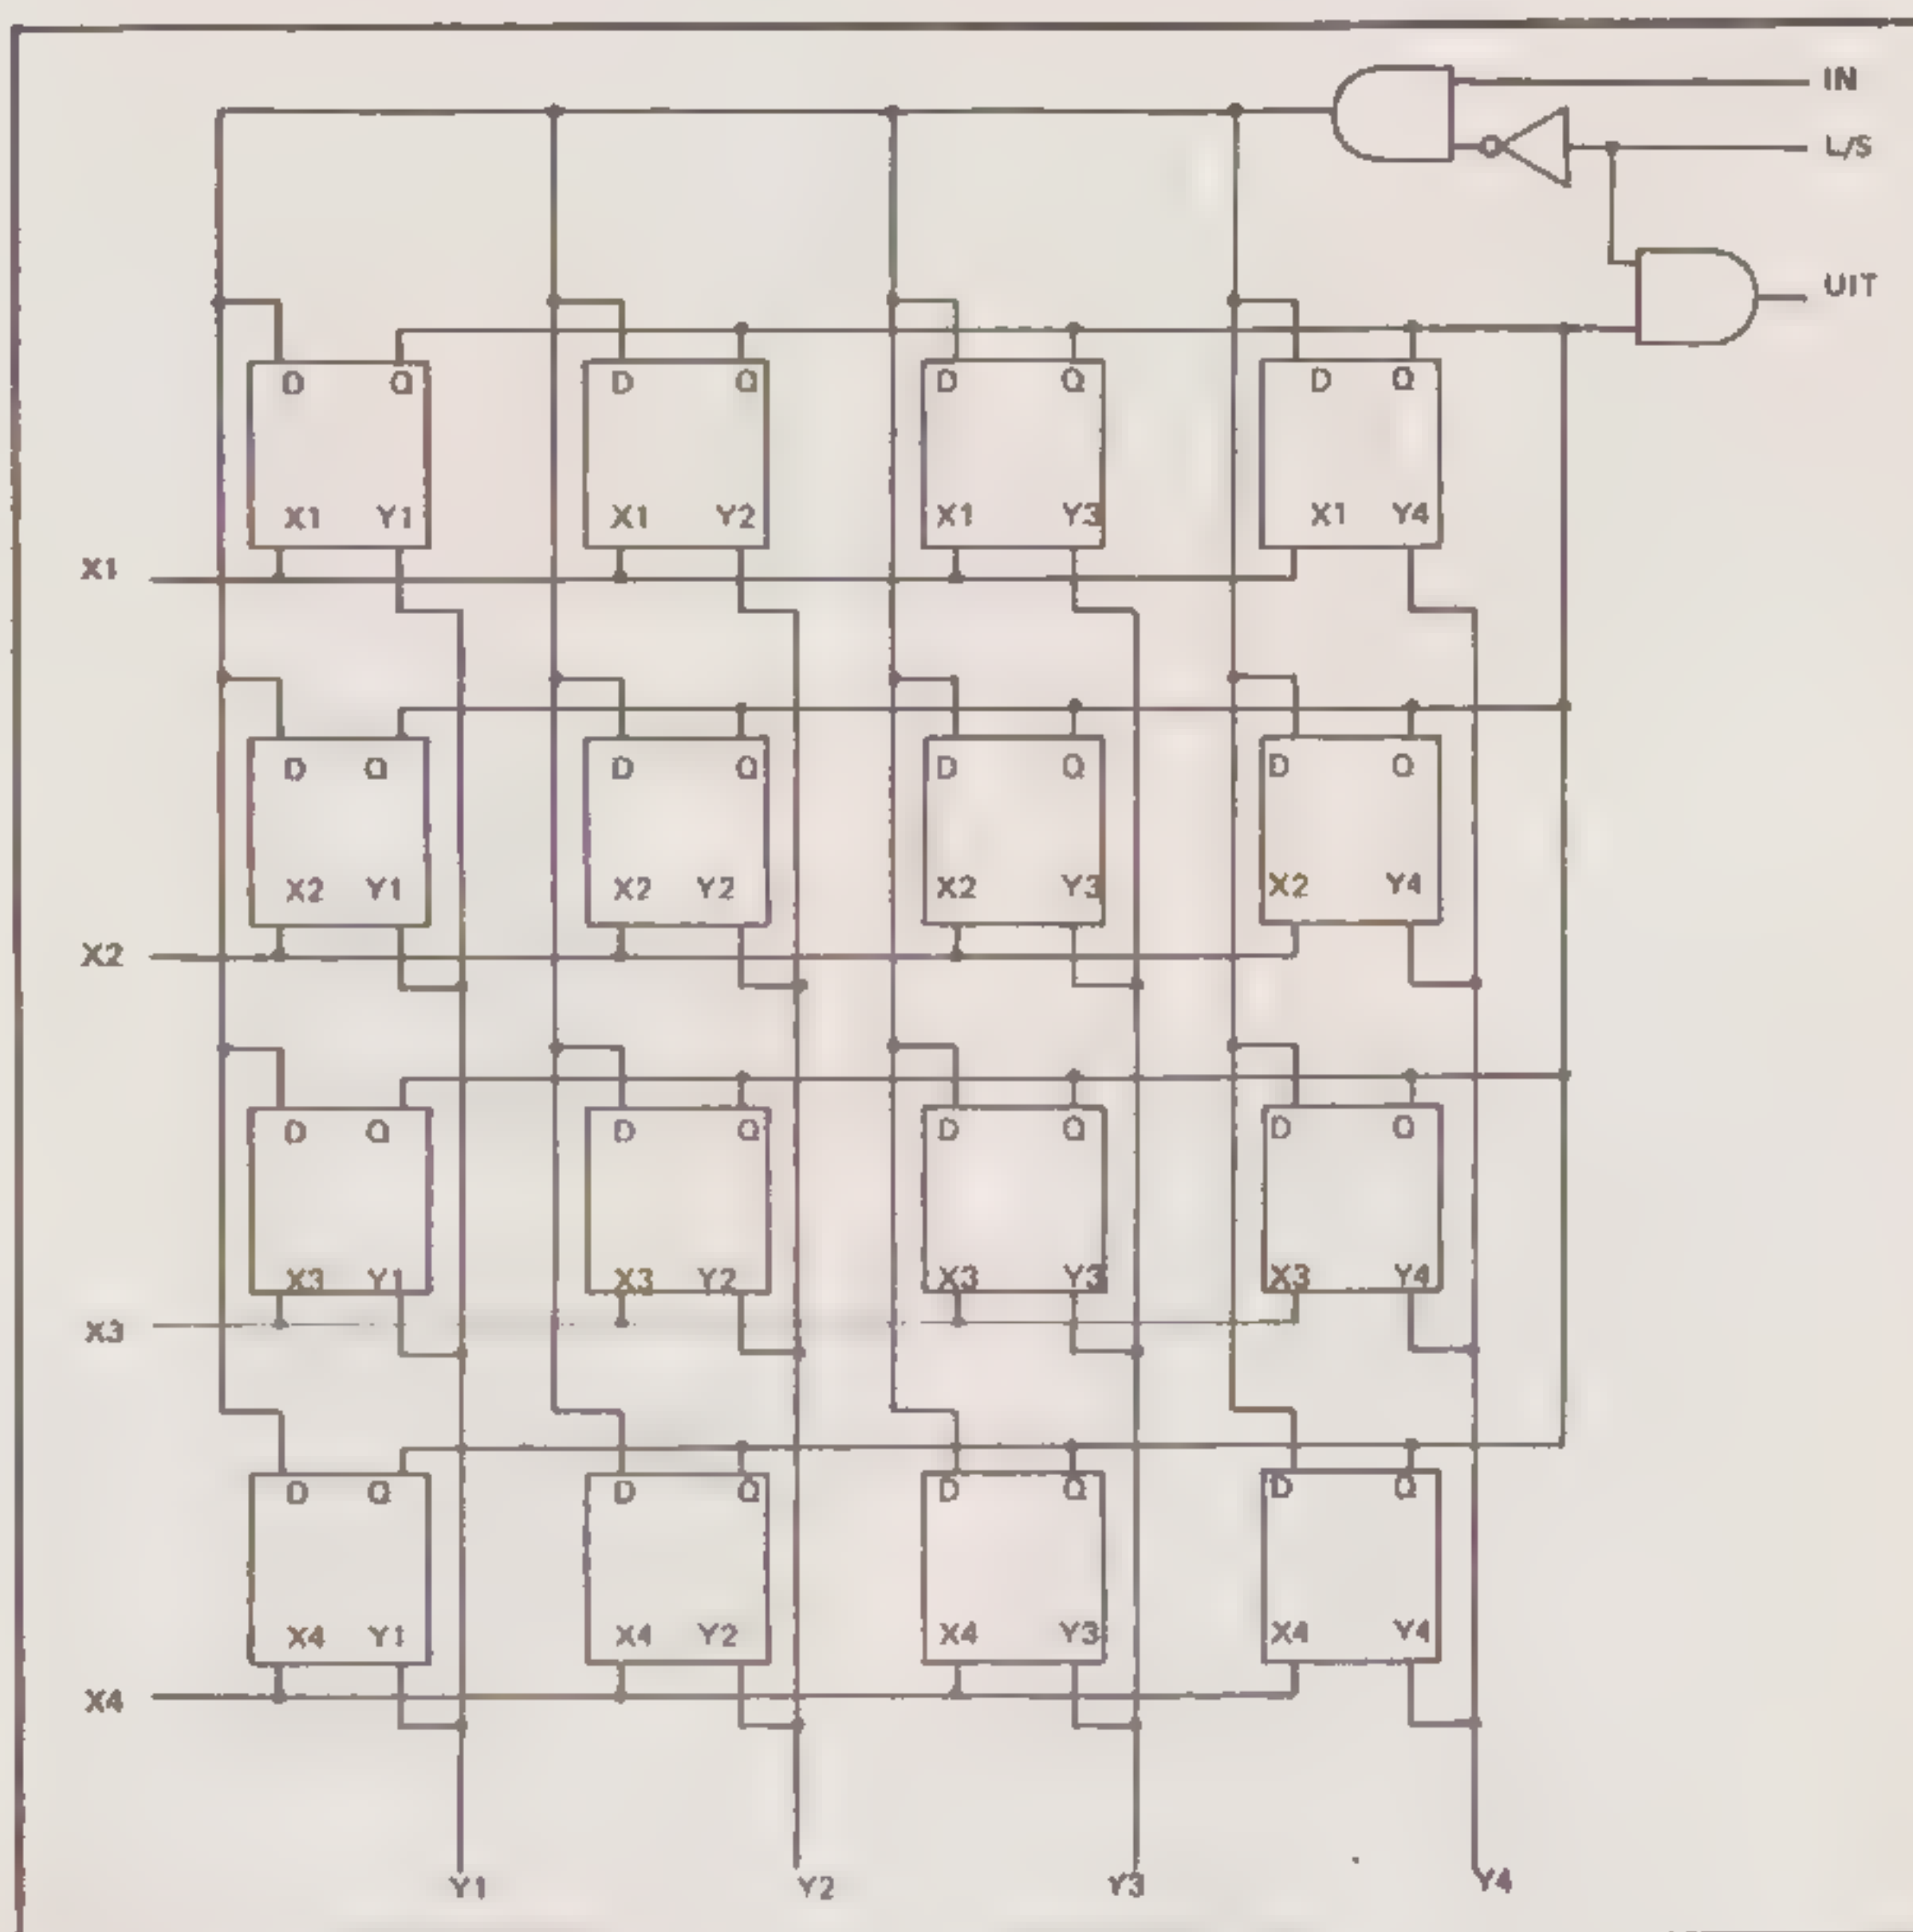 IN
L/S
UIT
D Q D Q D Q D Q
X1 Y1 X1 Y2 X1 Y3 X1 Y4
X1
D Q D Q D Q D Q
X2 Y1 X2 Y2 X2 Y3 X2 Y4
X2
D Q D Q D Q D Q
X3 Y1 X3 Y2 X3 Y3 X3 Y4
X3
D Q D Q D Q D Q
X4 Y1 X4 Y2 X4 Y3 X4 Y4
X4
Y1 Y2 Y3 Y4